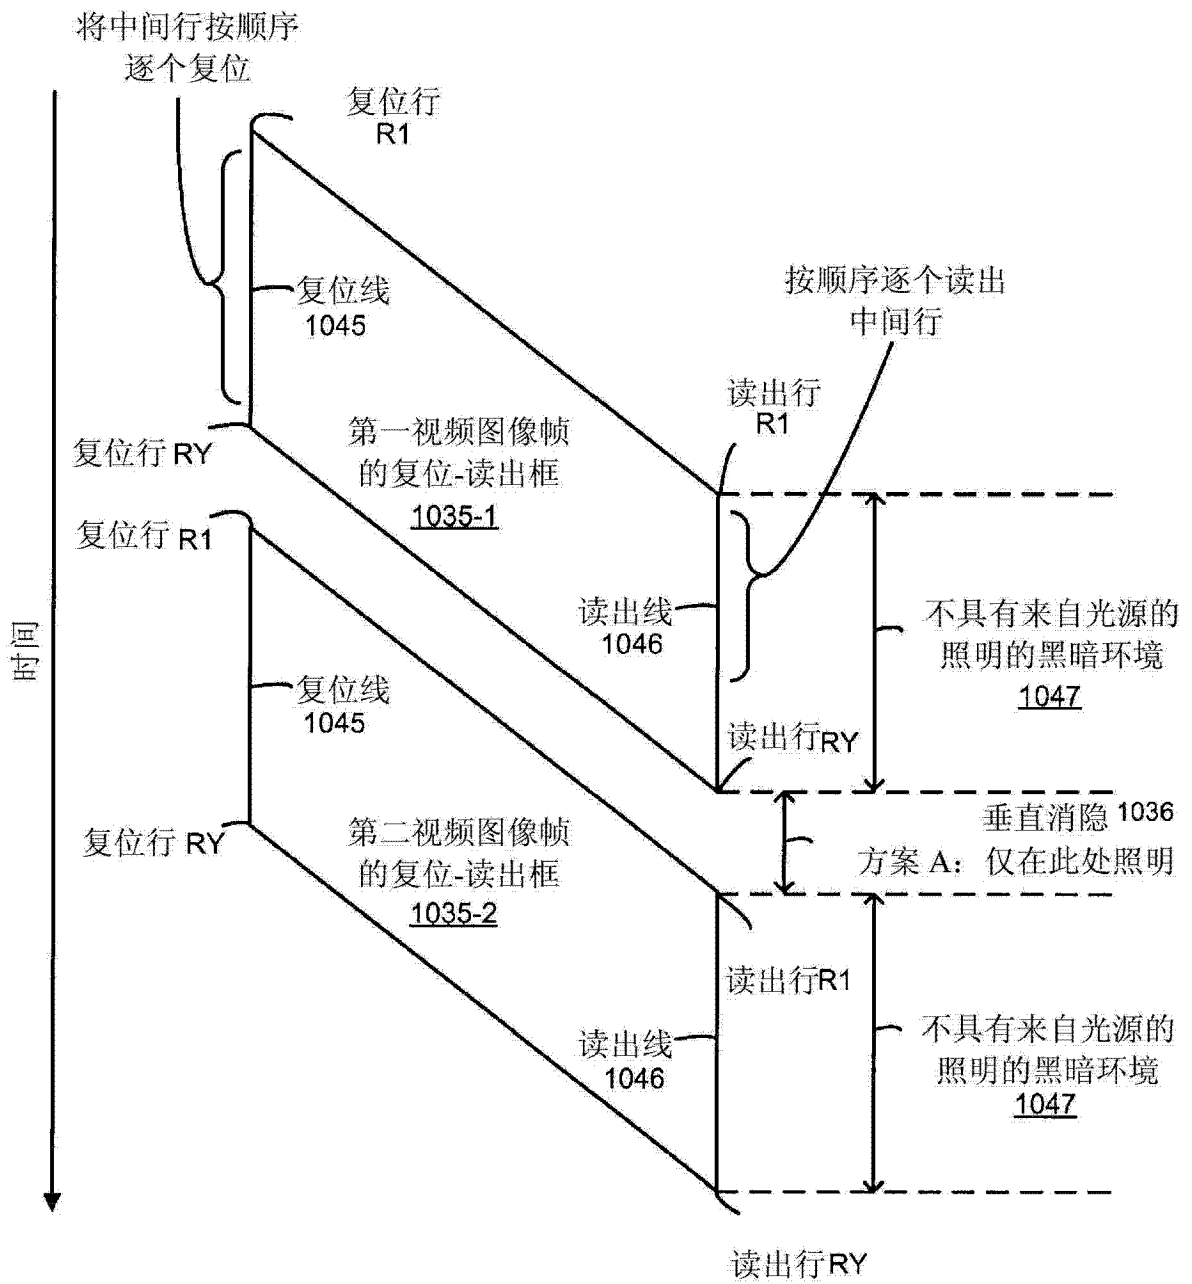 将中间行按顺序
逐个复位
复位行
R1
复位线
1045
按顺序逐个读出
中间行
读出行
R1
复位行 RY
第一视频图像帧
的复位-读出框
1035-1
复位行 R1
读出线
1046
不具有来自光源的
照明的黑暗环境
1047
时间
复位线
1045
读出行RY
垂直消隐 1036
方案 A：仅在此处照明
复位行 RY
第二视频图像帧
的复位-读出框
1035-2
读出行R1
读出线
1046
不具有来自光源的
照明的黑暗环境
1047
读出行RY